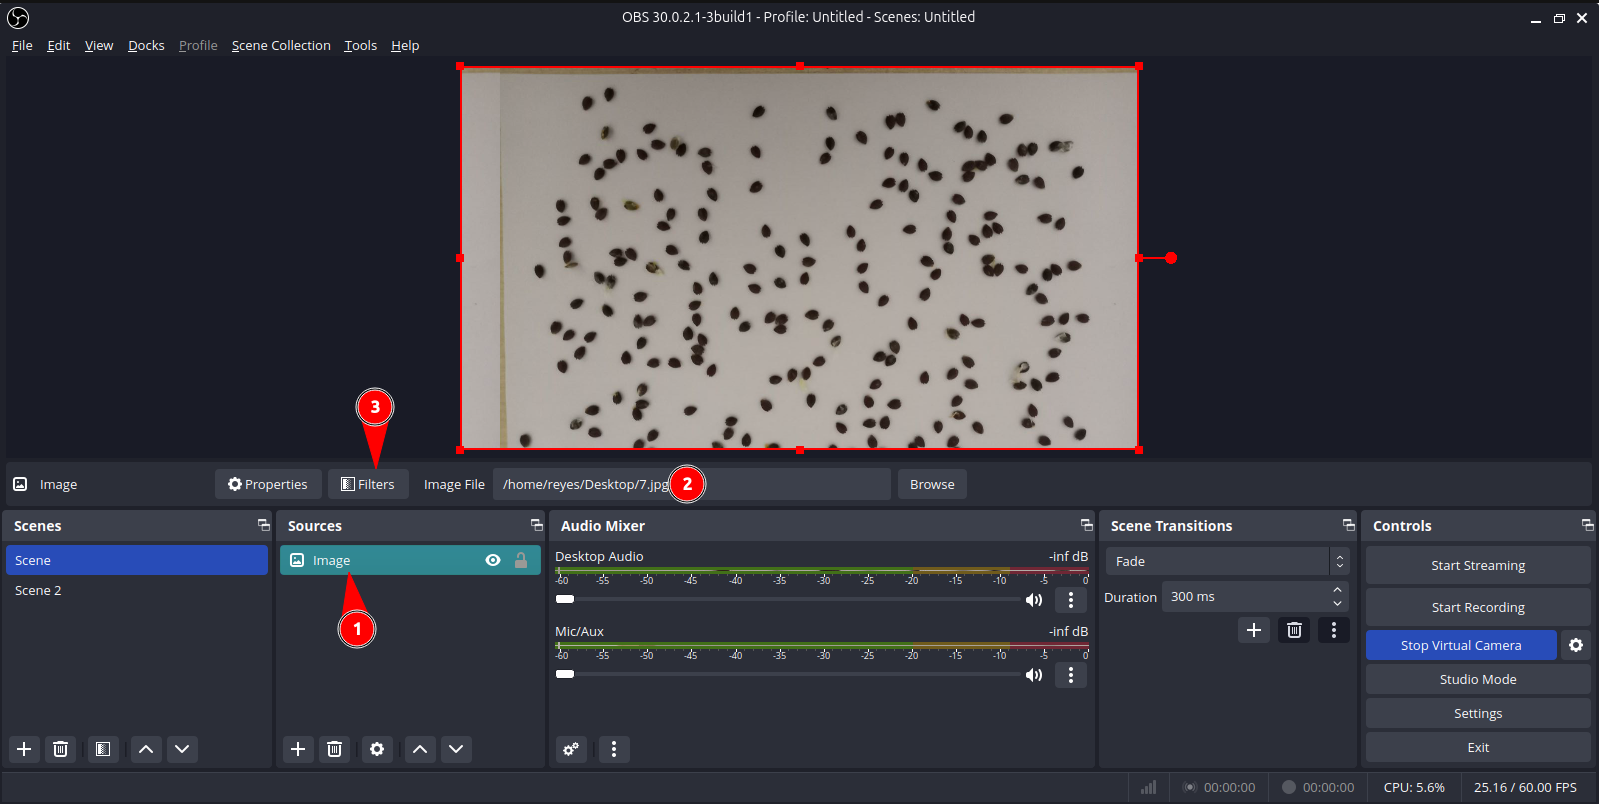 OBS 30.0.2.1-3build1 - Profile: Untitled - Scenes: Untitled
File Edit View Docks Profile Scene Collection Tools Help
3
Image Properties Filters Image File /home/reyes/Desktop/7.jpg 2 Browse
Scenes Sources Audio Mixer Scene Transitions Controls
Scene Image Desktop Audio -inf dB Fade Start Streaming
-60 -55 -50 -45 -40 -35 -30 -25 -20 -15 -10 -5 0
Scene 2 Duration 300 ms Start Recording
1
Mic/Aux -inf dB
-60 -55 -50 -45 -40 -35 -30 -25 -20 -15 -10 -5 0
Stop Virtual Camera
Studio Mode
Settings
Exit
00:00:00 00:00:00 CPU: 5.6% 25.16 / 60.00 FPS